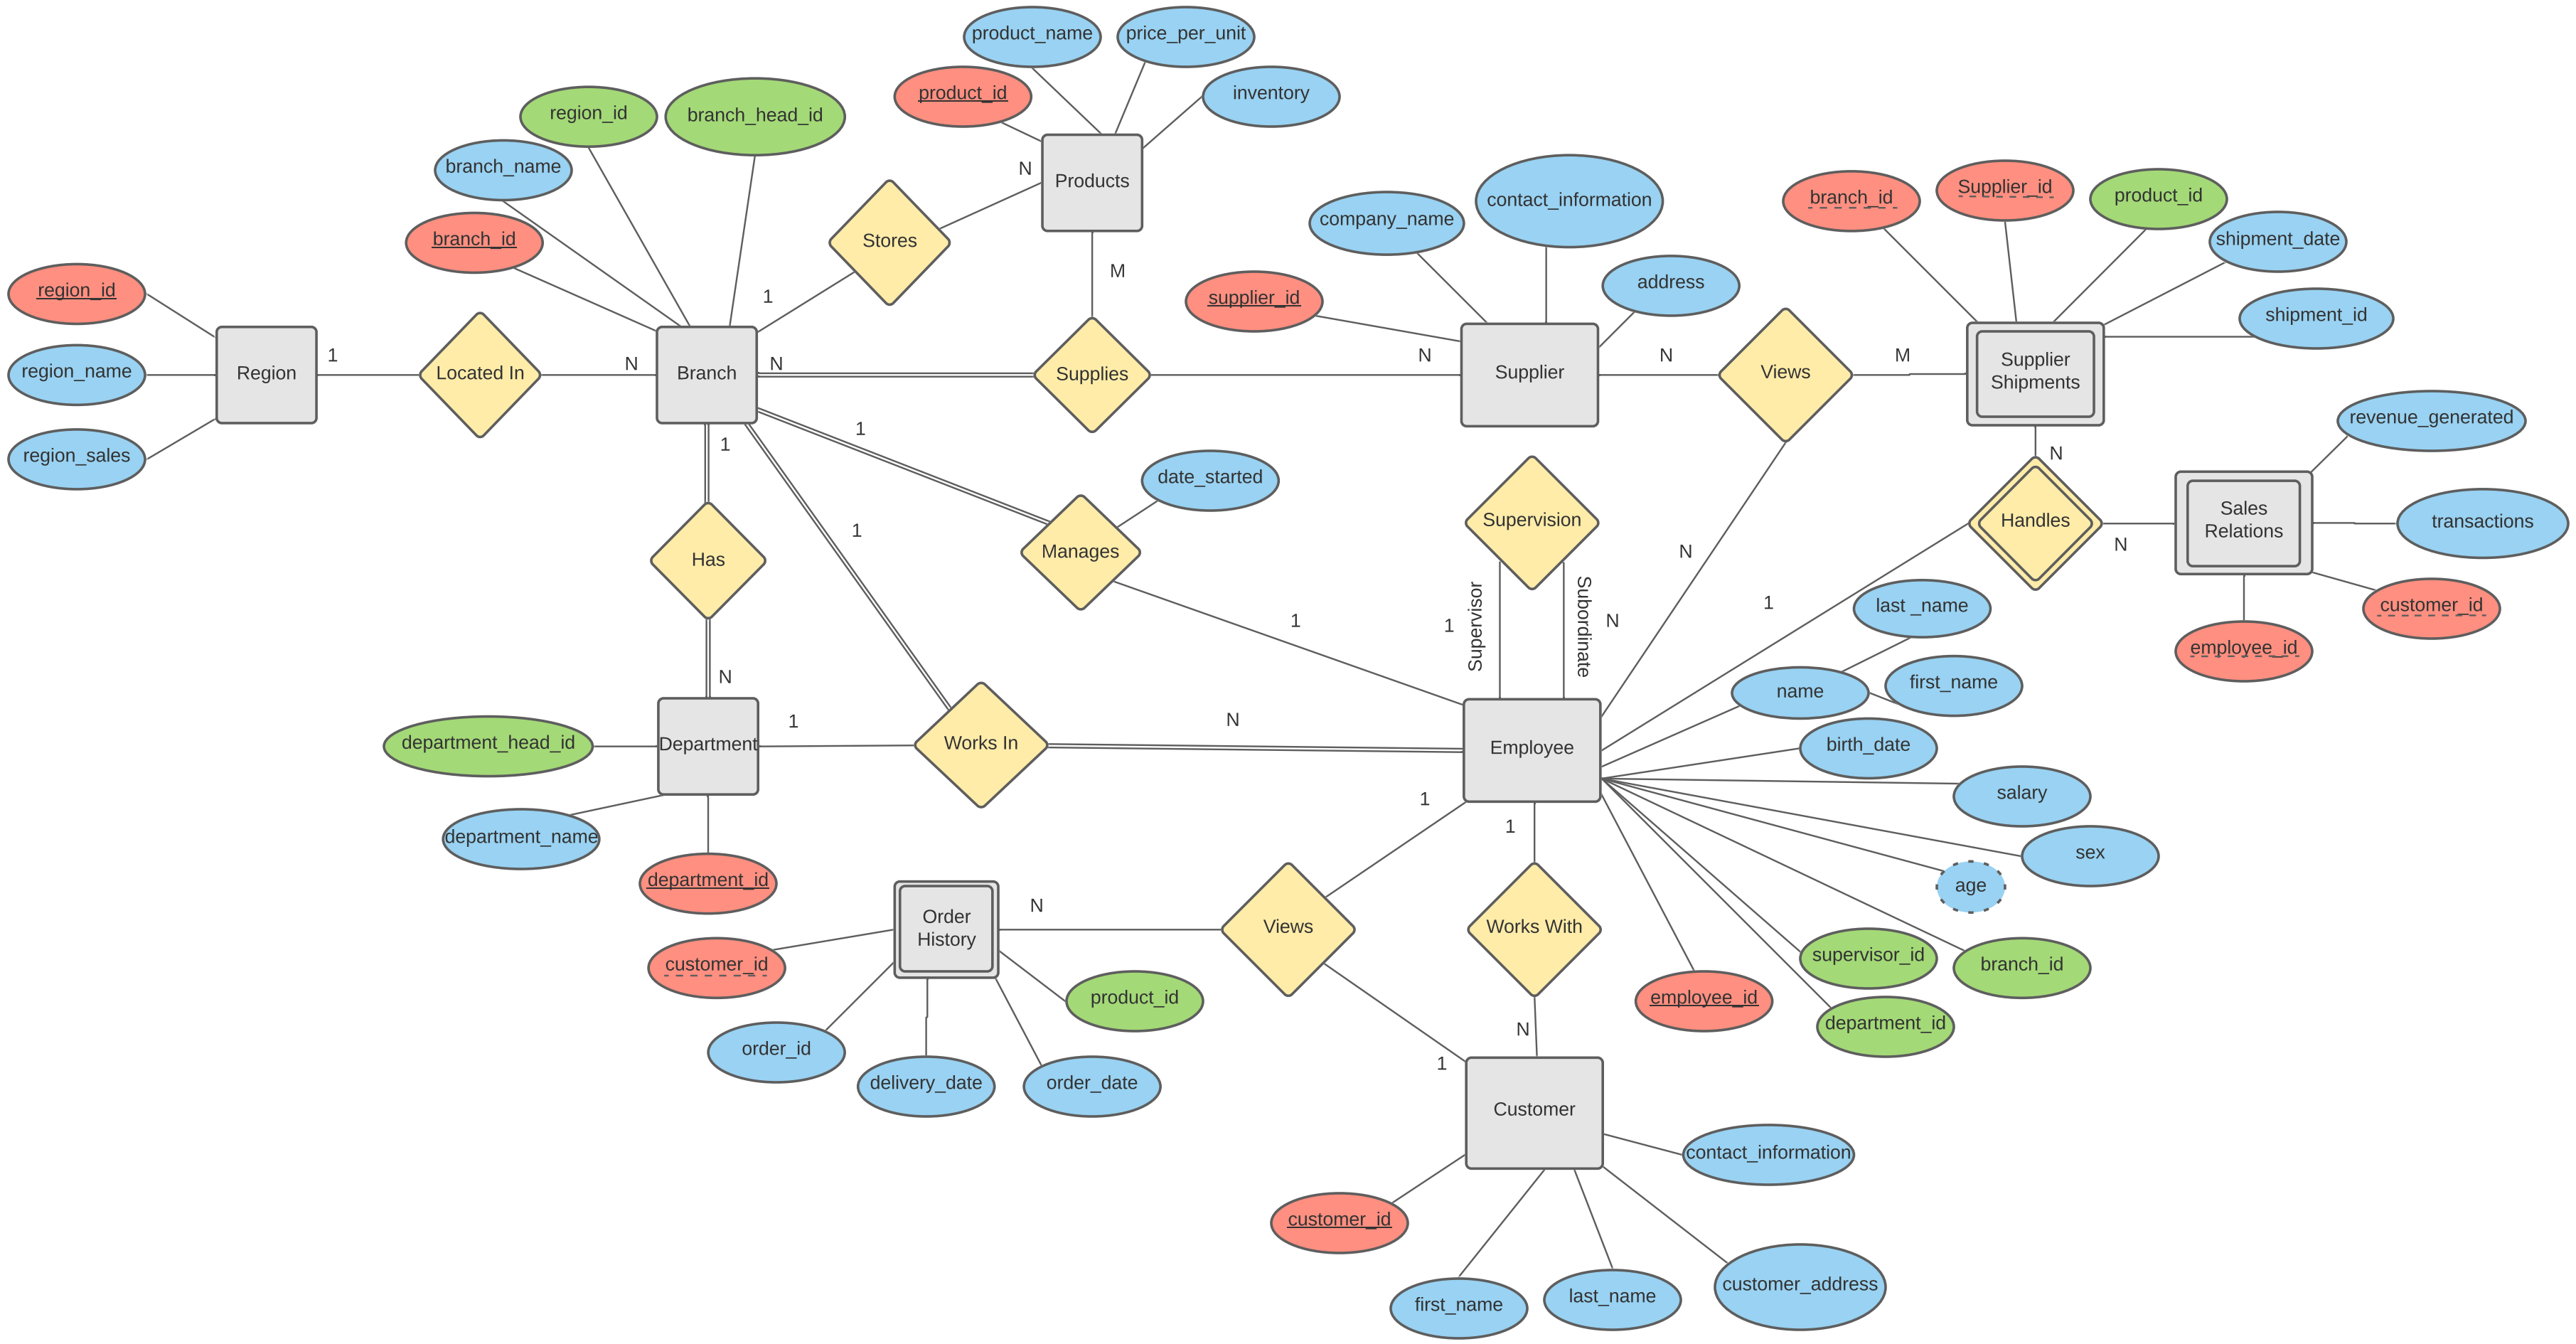 product_name
price_per_unit
product_id
inventory
region_id
branch_head_id
branch_name
branch_id
N
Products
Stores
M
1
contact_information
company_name
address
supplier_id
branch_id
Supplier_id
product_id
shipment_date
shipment_id
region_id
region_name
region_sales
Region
1
Located In
N
Branch
N
Supplies
N
Supplier
N
Views
M
Supplier
Shipments
revenue_generated
1
1
date_started
N
Has
1
Manages
Supervision
N
Handles
N
Sales
Relations
transactions
customer_id
employee_id
1
1
Supervisor
Subordinate
N
1
last _name
name
first_name
N
department_head_id
Department
1
Works In
N
Employee
birth_date
salary
sex
age
department_name
department_id
1
1
supervisor_id
branch_id
employee_id
department_id
Order
History
N
Views
Works With
customer_id
product_id
order_id
delivery_date
order_date
N
1
Customer
contact_information
customer_id
first_name
last_name
customer_address